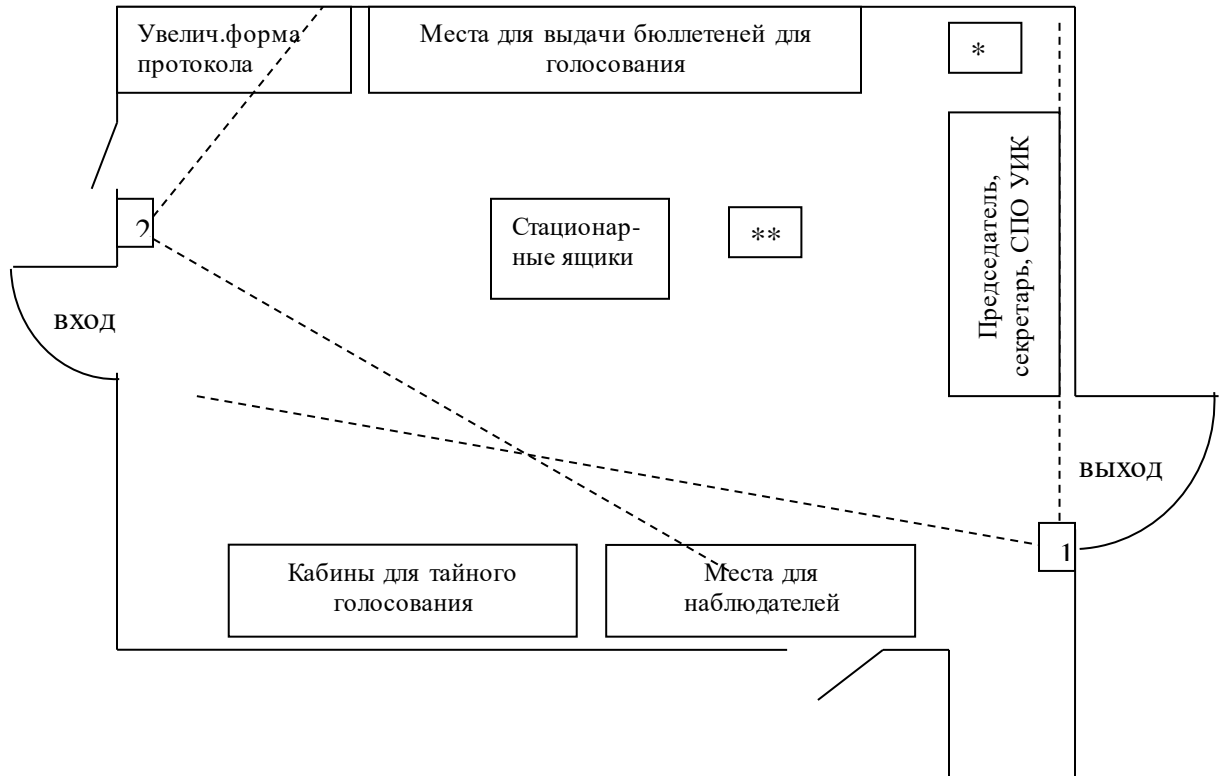 Увелич.форма
протокола
Места для выдачи бюллетеней для
голосования
*
Председатель,
секретарь, СПО УИК
2
Стационар-
ные ящики
**
ВХОД
ВЫХОД
1
Кабины для тайного
голосования
Места для
наблюдателей